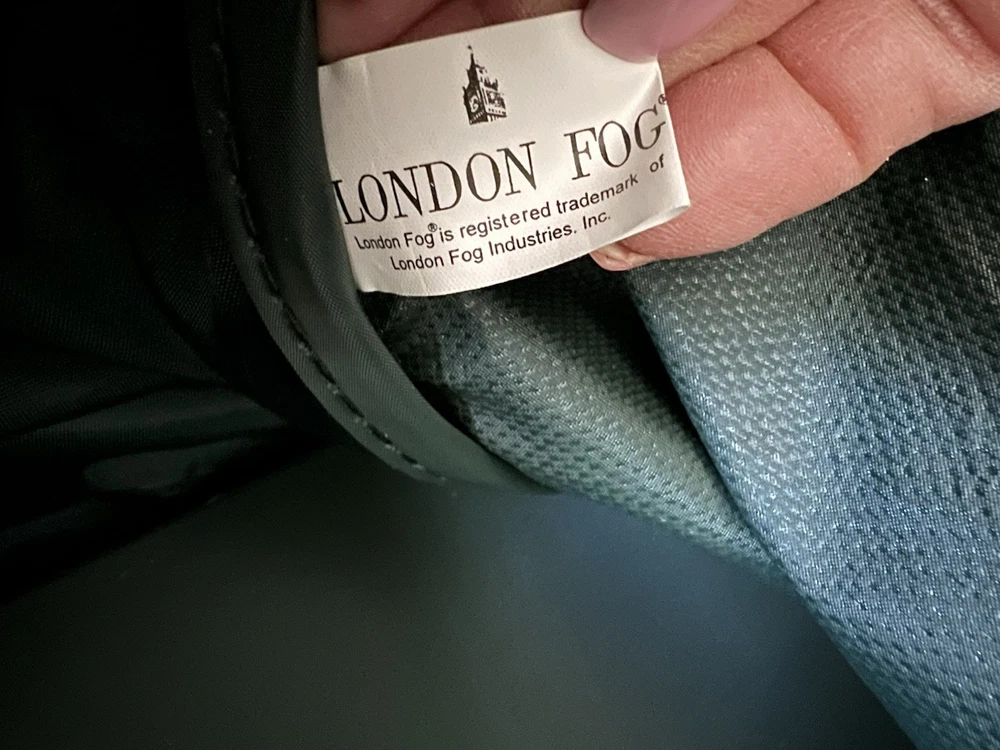 LONDON FOG®
London Fog® is registered trademark of
London Fog Industries. Inc.